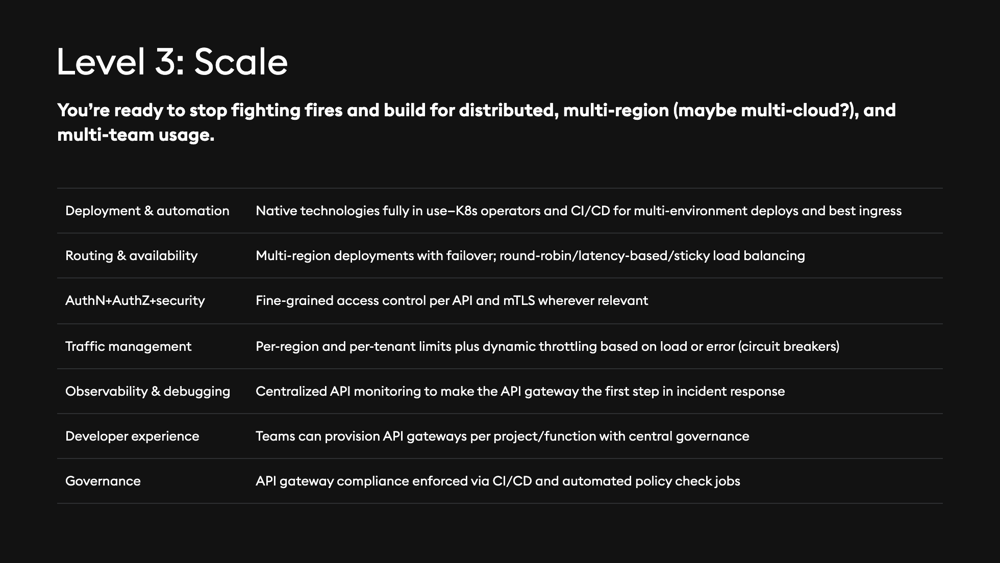 Level 3: Scale
You’re ready to stop fighting fires and build for distributed, multi-region (maybe multi-cloud?), and
multi-team usage.
Deployment & automation Native technologies fully in use—K8s operators and CI/CD for multi-environment deploys and best ingress
Routing & availability Multi-region deployments with failover; round-robin/latency-based/sticky load balancing
AuthN+AuthZ+security Fine-grained access control per API and mTLS wherever relevant
Traffic management Per-region and per-tenant limits plus dynamic throttling based on load or error (circuit breakers)
Observability & debugging Centralized API monitoring to make the API gateway the first step in incident response
Developer experience Teams can provision API gateways per project/function with central governance
Governance API gateway compliance enforced via CI/CD and automated policy check jobs